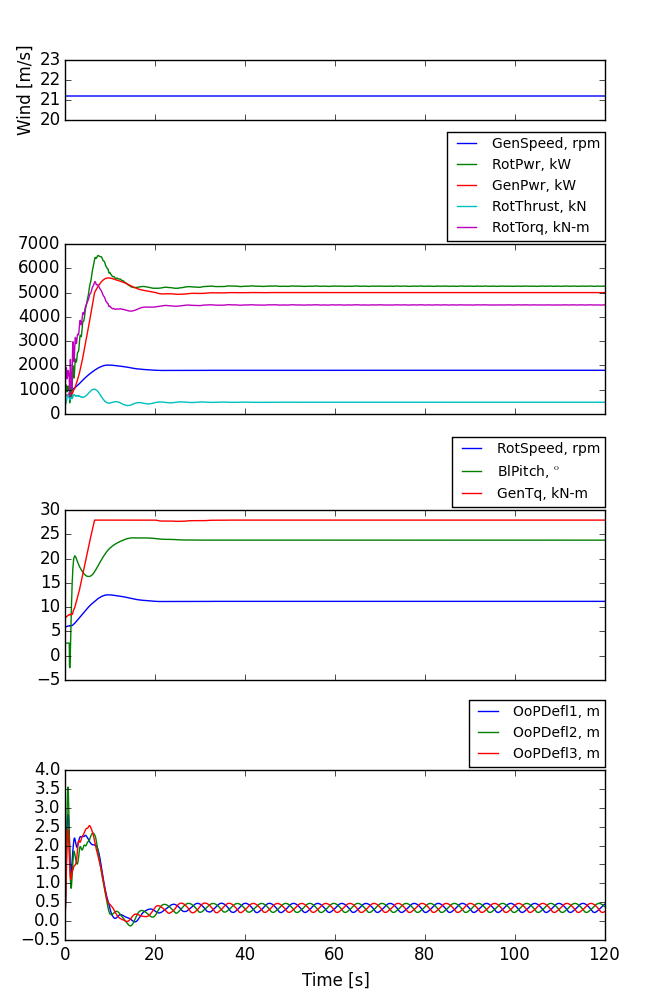 Wind [m/s]
23
22
21
20
GenSpeed, rpm
RotPwr, kW
GenPwr, kW
RotThrust, kN
RotTorq, kN-m
7000
6000
5000
4000
3000
2000
1000
0
RotSpeed, rpm
BlPitch, °
GenTq, kN-m
30
25
20
15
10
5
0
−5
OoPDefl1, m
OoPDefl2, m
OoPDefl3, m
4.0
3.5
3.0
2.5
2.0
1.5
1.0
0.5
0.0
−0.5
0 20 40 60 80 100 120
Time [s]